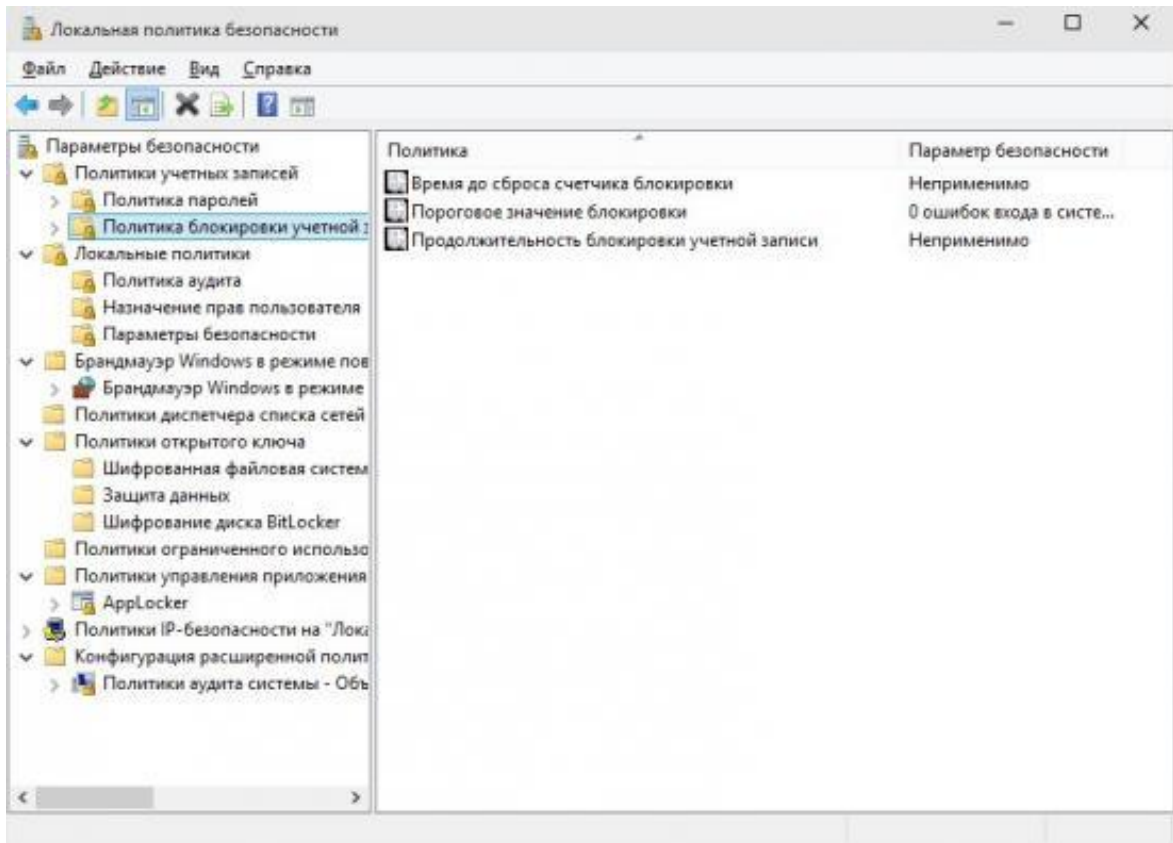 Локальная политика безопасности
Файл Действие Вид Справка
Параметры безопасности
Политики учетных записей
Политика паролей
Политика блокировки учетной з
Локальные политики
Политика аудита
Назначение прав пользователя
Параметры безопасности
Брандмауэр Windows в режиме пов
Брандмауэр Windows в режиме
Политики диспетчера списка сетей
Политики открытого ключа
Шифрованная файловая систем
Защита данных
Шифрование диска BitLocker
Политики ограниченного использо
Политики управления приложения
AppLocker
Политики IP-безопасности на "Лока
Конфигурация расширенной полит
Политики аудита системы - Объ
Политика Параметр безопасности
Время до сброса счетчика блокировки Неприменимо
Пороговое значение блокировки 0 ошибок входа в систе...
Продолжительность блокировки учетной записи Неприменимо